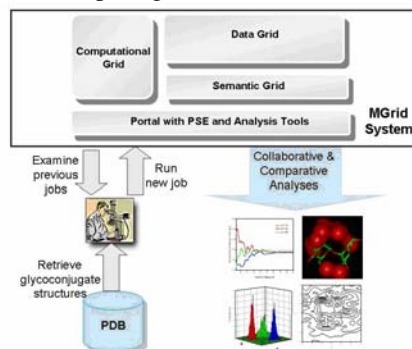 Computational
Grid
Data Grid
Semantic Grid
Portal with PSE and Analysis Tools
MGrid
System
Examine
previous
jobs
Run
new job
Collaborative &
Comparative
Analyses
Retrieve
glycoconjugate
structures
PDB